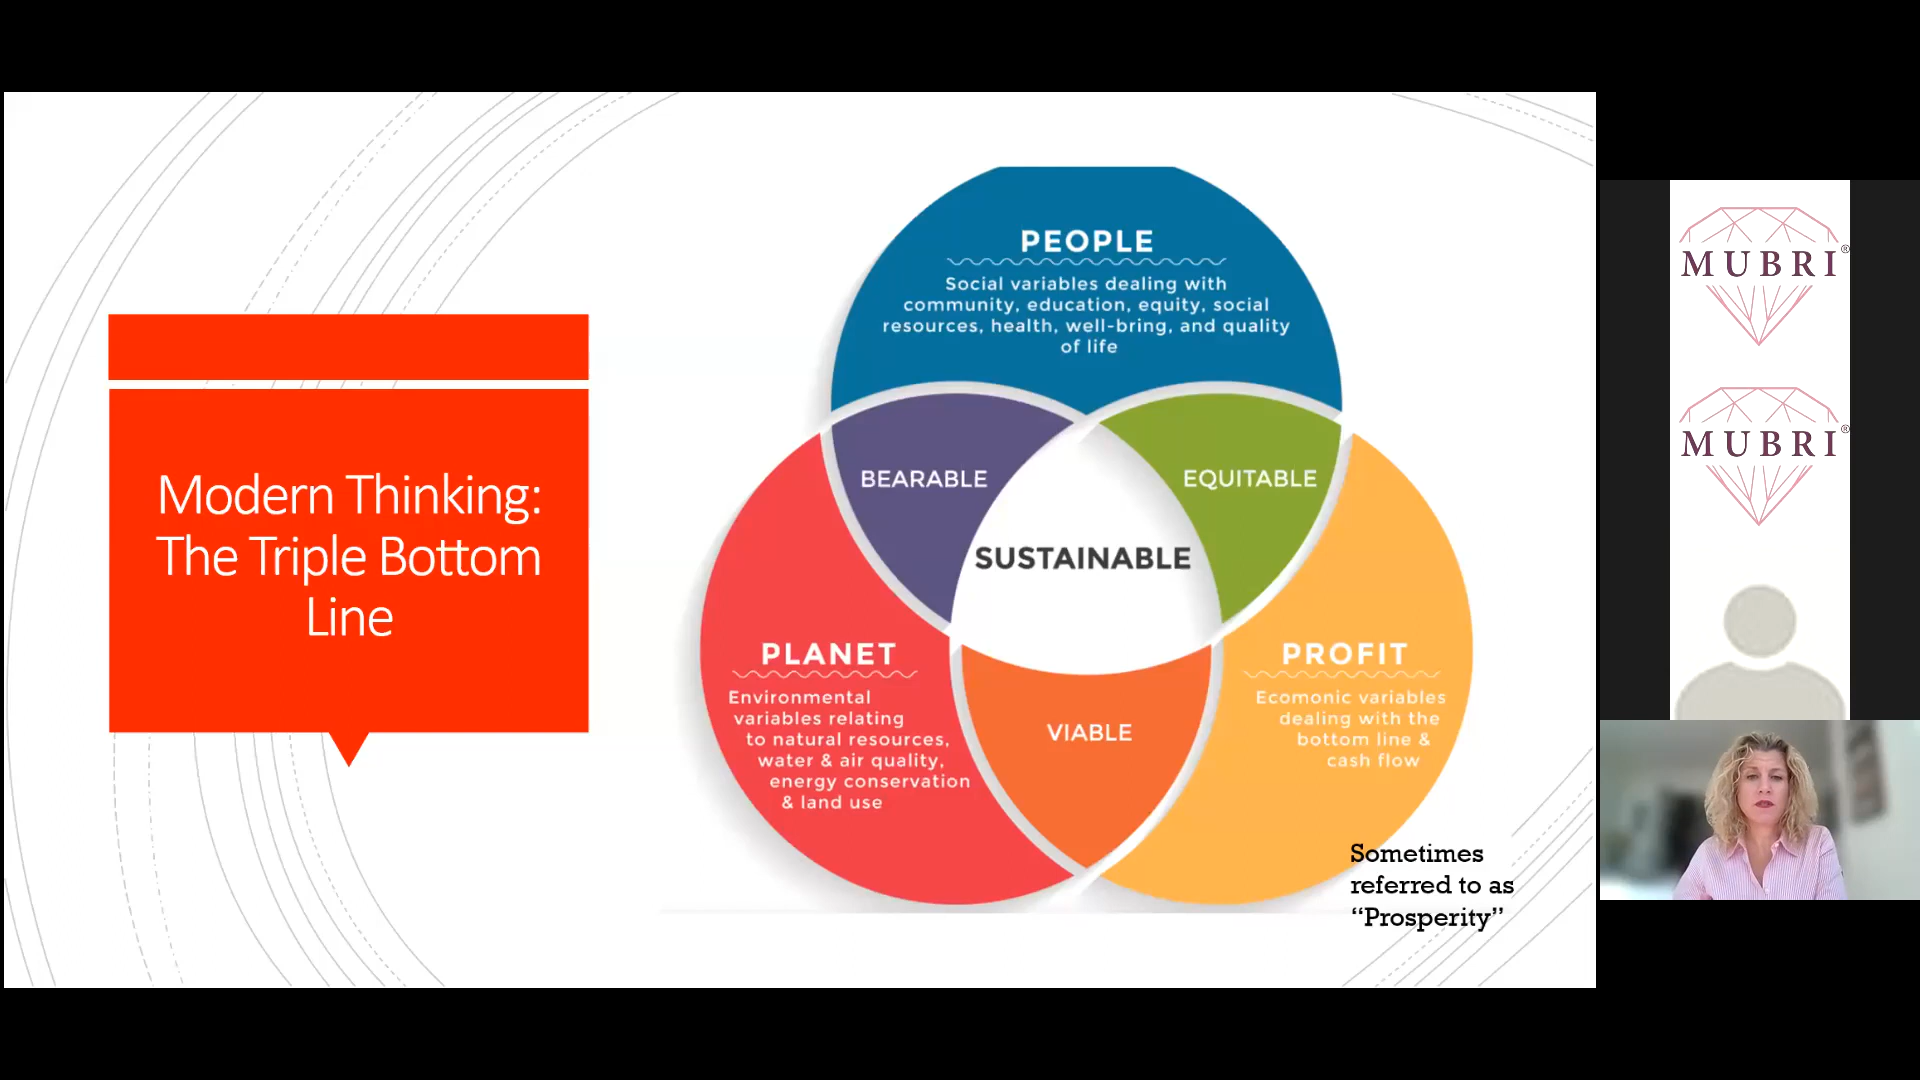 Modern Thinking:
The Triple Bottom
Line
PEOPLE
Social variables dealing with
community, education, equity, social
resources, health, well-bring, and quality
of life
BEARABLE
EQUITABLE
SUSTAINABLE
PLANET
Environmental
variables relating
to natural resources,
water & air quality,
energy conservation
& land use
PROFIT
Ecomonic variables
dealing with the
bottom line &
cash flow
VIABLE
Sometimes
referred to as
“Prosperity”
MUBRI®
MUBRI®